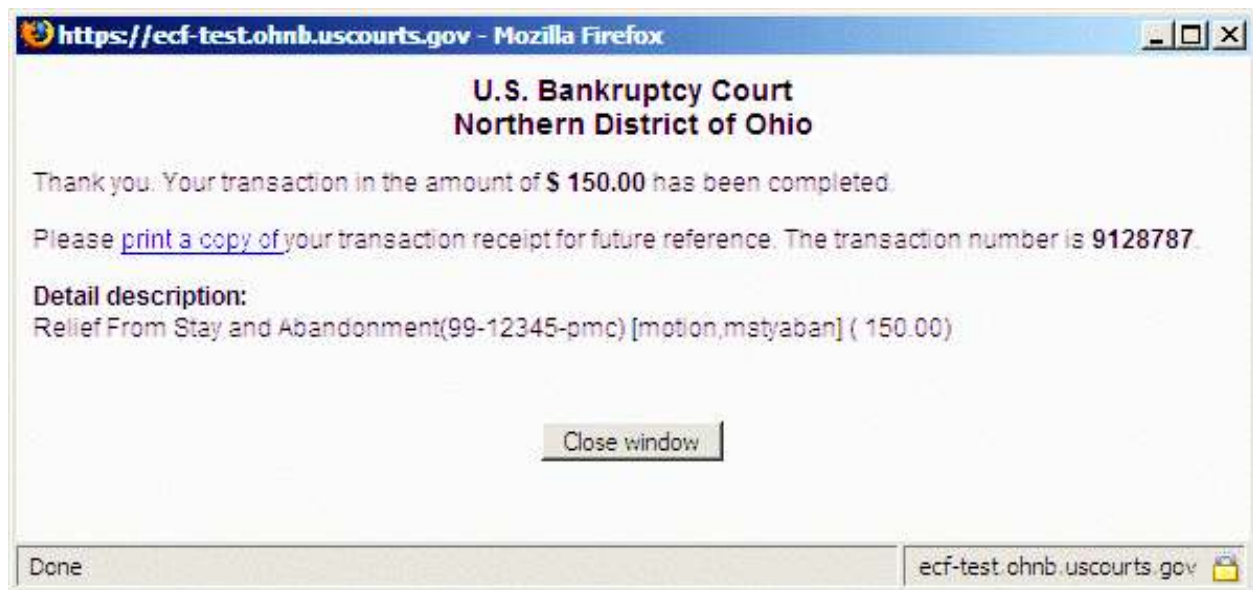 https://ecf-test.ohnb.uscourts.gov - Mozilla Firefox
U.S. Bankruptcy Court
Northern District of Ohio
Thank you. Your transaction in the amount of $ 150.00 has been completed.
Please print a copy of your transaction receipt for future reference. The transaction number is 9128787.
Detail description:
Relief From Stay and Abandonment(99-12345-pmc) [motion,mstyaban] ( 150.00)
Close window
Done
ecf-test.ohnb.uscourts.gov